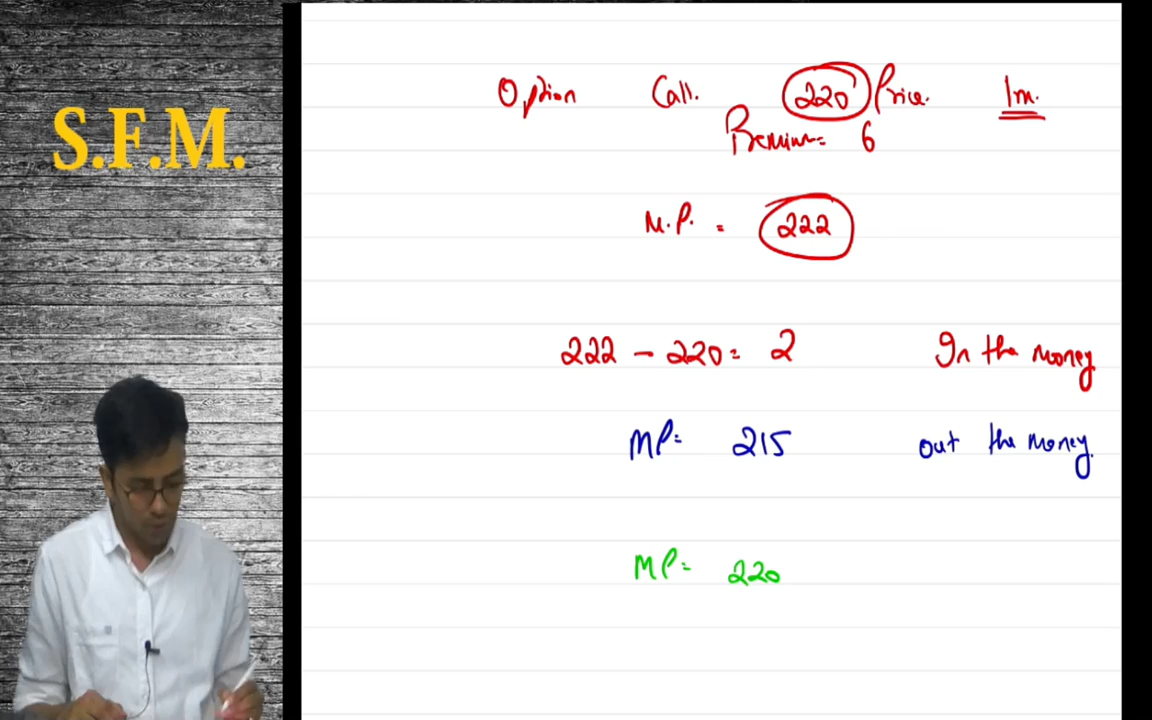 S.F.M.
Option Call. 220 Price. 1m.
Premium = 6
M.P. = 222
222 - 220 = 2 In the money
MP = 215 out the money.
MP = 220